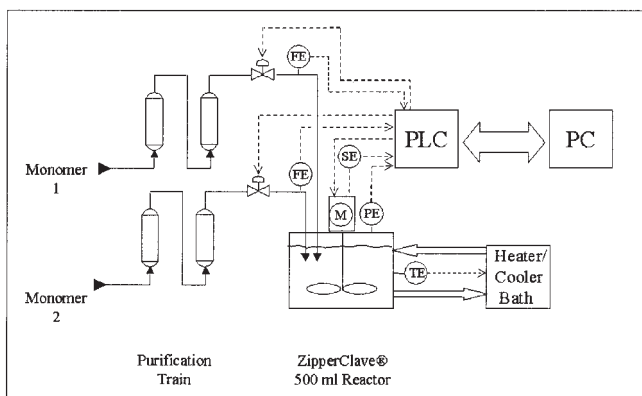 FE
PLC
PC
Monomer
1
FE
SE
M
PE
Heater/
Cooler
Bath
TE
Monomer
2
Purification
Train
ZipperClave®
500 ml Reactor